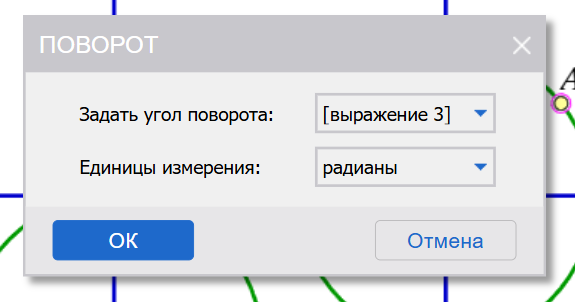 ПОВОРОТ
Задать угол поворота: [выражение 3]
Единицы измерения: радианы
ОК Отмена
A